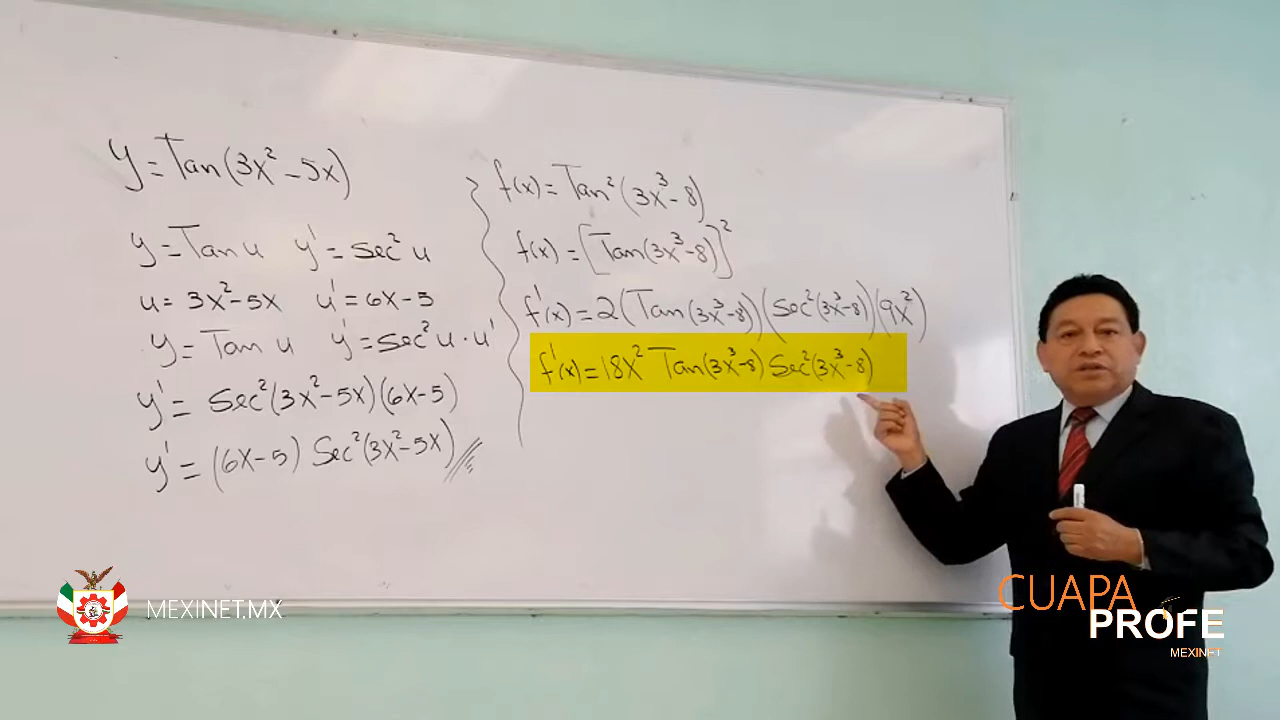 y = Tan(3x² - 5x)
y = Tan u   y' = sec² u
u = 3x² - 5x   u' = 6x - 5
y = Tan u   y' = sec² u · u'
y' = sec²(3x² - 5x)(6x - 5)
y' = (6x - 5) Sec²(3x² - 5x)
f(x) = Tan² (3x³ - 8)
f(x) = [Tan(3x³ - 8)]²
f'(x) = 2(Tan(3x³ - 8))(sec²(3x³ - 8))(9x²)
f'(x) = 18x² Tan(3x³ - 8) Sec²(3x³ - 8)
MEXINET.MX
CUAPA
PROFE
MEXINET